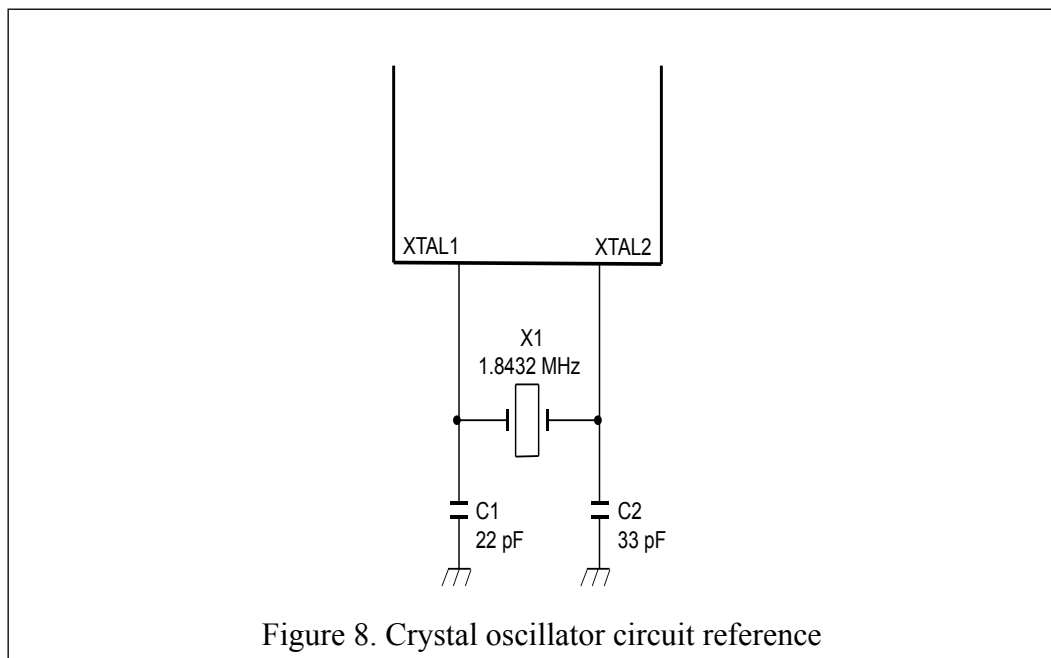 XTAL1 XTAL2
X1
1.8432 MHz
C1
22 pF
C2
33 pF
Figure 8. Crystal oscillator circuit reference